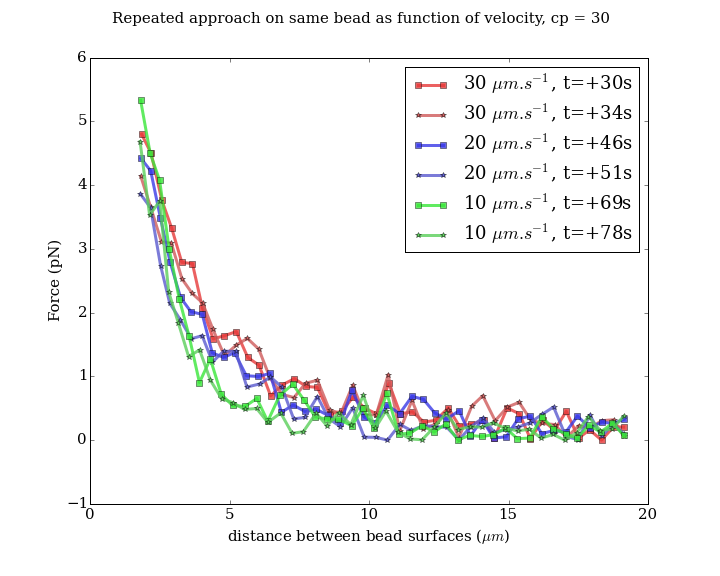 Repeated approach on same bead as function of velocity, cp = 30
6
5
4
3
2
1
0
−1
Force (pN)
30 μm.s⁻¹, t=+30s
30 μm.s⁻¹, t=+34s
20 μm.s⁻¹, t=+46s
20 μm.s⁻¹, t=+51s
10 μm.s⁻¹, t=+69s
10 μm.s⁻¹, t=+78s
0 5 10 15 20
distance between bead surfaces (μm)